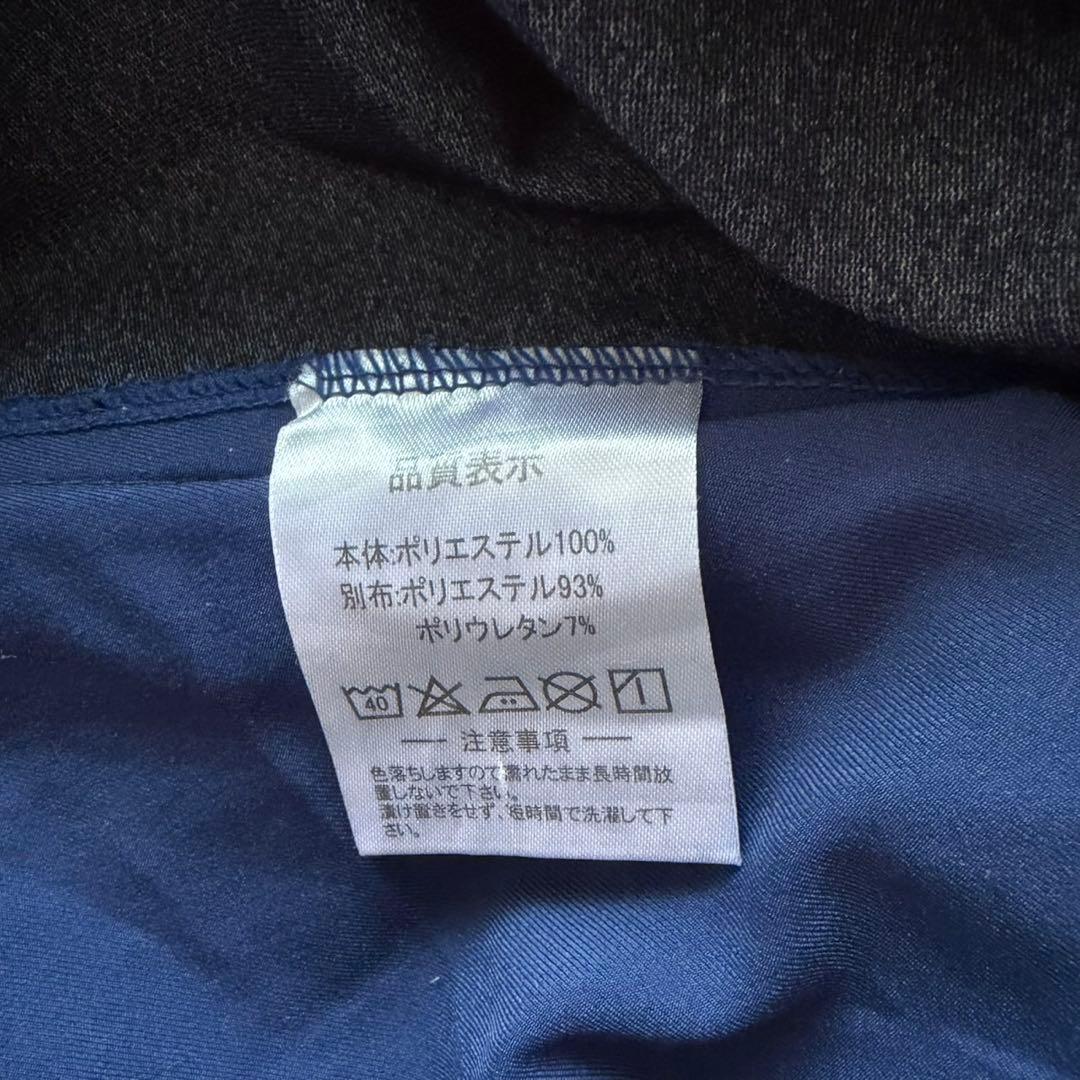 品質表示
本体:ポリエステル100%
別布:ポリエステル93%
ポリウレタン7%
40
注意事項
色落ちしますので濡れたまま長時間放
置しないで下さい。
漬け置きをせず、短時間で洗濯して下
さい。